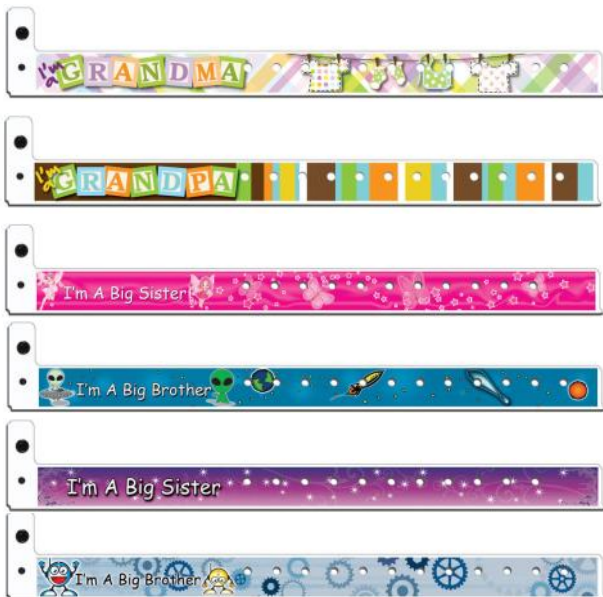 I'm a GRANDMA
I'm a GRANDPA
I'm A Big Sister
I'm A Big Brother
I'm A Big Sister
I'm A Big Brother